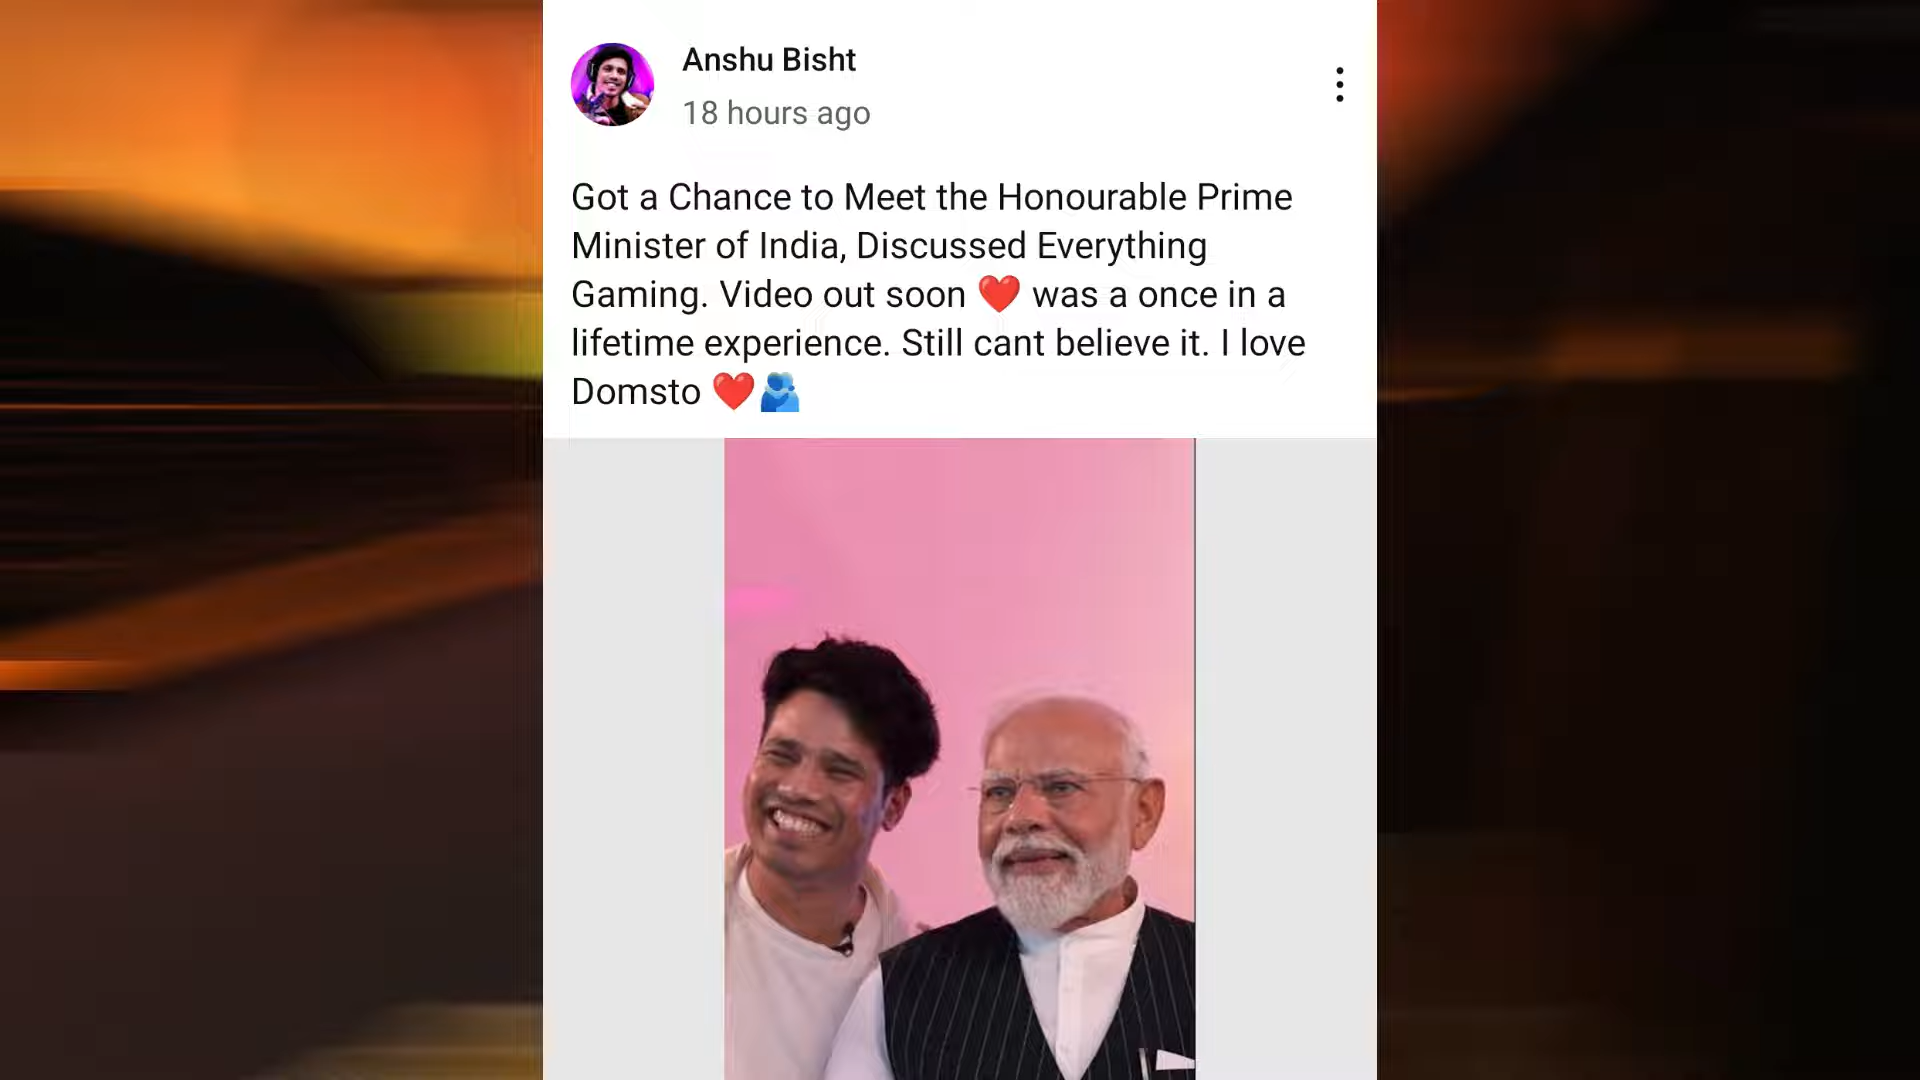 Anshu Bisht
18 hours ago
Got a Chance to Meet the Honourable Prime
Minister of India, Discussed Everything
Gaming. Video out soon ❤️ was a once in a
lifetime experience. Still cant believe it. I love
Domsto ❤️🫂